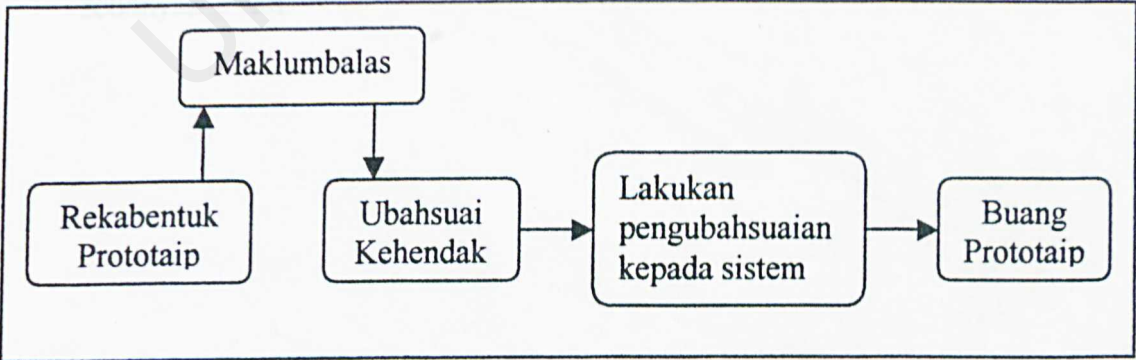 Maklumbalas
Rekabentuk
Prototaip
Ubahsuai
Kehendak
Lakukan
pengubahsuaian
kepada sistem
Buang
Prototaip